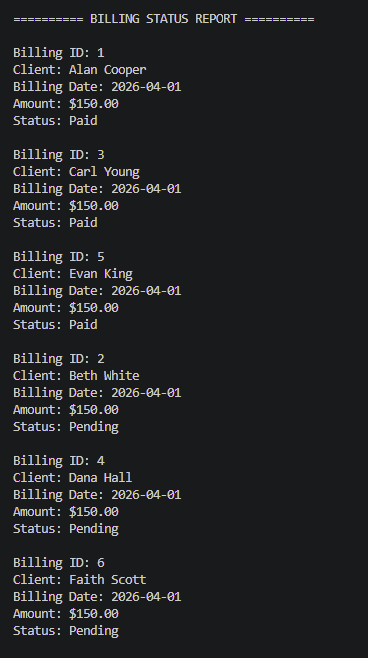 ========== BILLING STATUS REPORT ==========
Billing ID: 1
Client: Alan Cooper
Billing Date: 2026-04-01
Amount: $150.00
Status: Paid
Billing ID: 3
Client: Carl Young
Billing Date: 2026-04-01
Amount: $150.00
Status: Paid
Billing ID: 5
Client: Evan King
Billing Date: 2026-04-01
Amount: $150.00
Status: Paid
Billing ID: 2
Client: Beth White
Billing Date: 2026-04-01
Amount: $150.00
Status: Pending
Billing ID: 4
Client: Dana Hall
Billing Date: 2026-04-01
Amount: $150.00
Status: Pending
Billing ID: 6
Client: Faith Scott
Billing Date: 2026-04-01
Amount: $150.00
Status: Pending